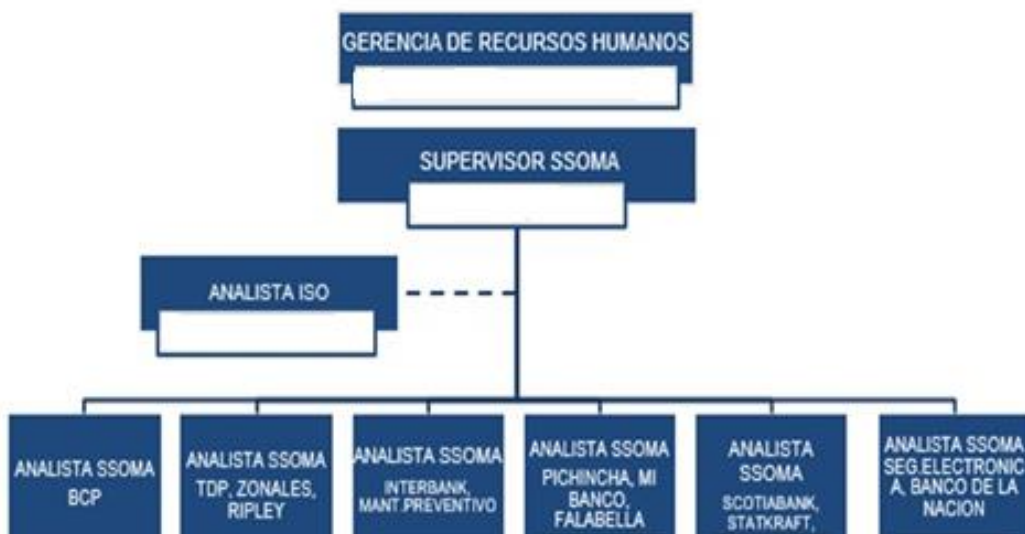 GERENCIA DE RECURSOS HUMANOS
SUPERVISOR SSOMA
ANALISTA ISO
ANALISTA SSOMA
BCP
ANALISTA SSOMA
TDP, ZONALES,
RIPLEY
ANALISTA SSOMA
INTERBANK,
MANT.PREVENTIVO
ANALISTA SSOMA
PICHINCHA, MI
BANCO,
FALABELLA
ANALISTA
SSOMA
SCOTIABANK,
STATKRAFT,
ANALISTA SSOMA
SEG.ELECTRONIC
A, BANCO DE LA
NACION